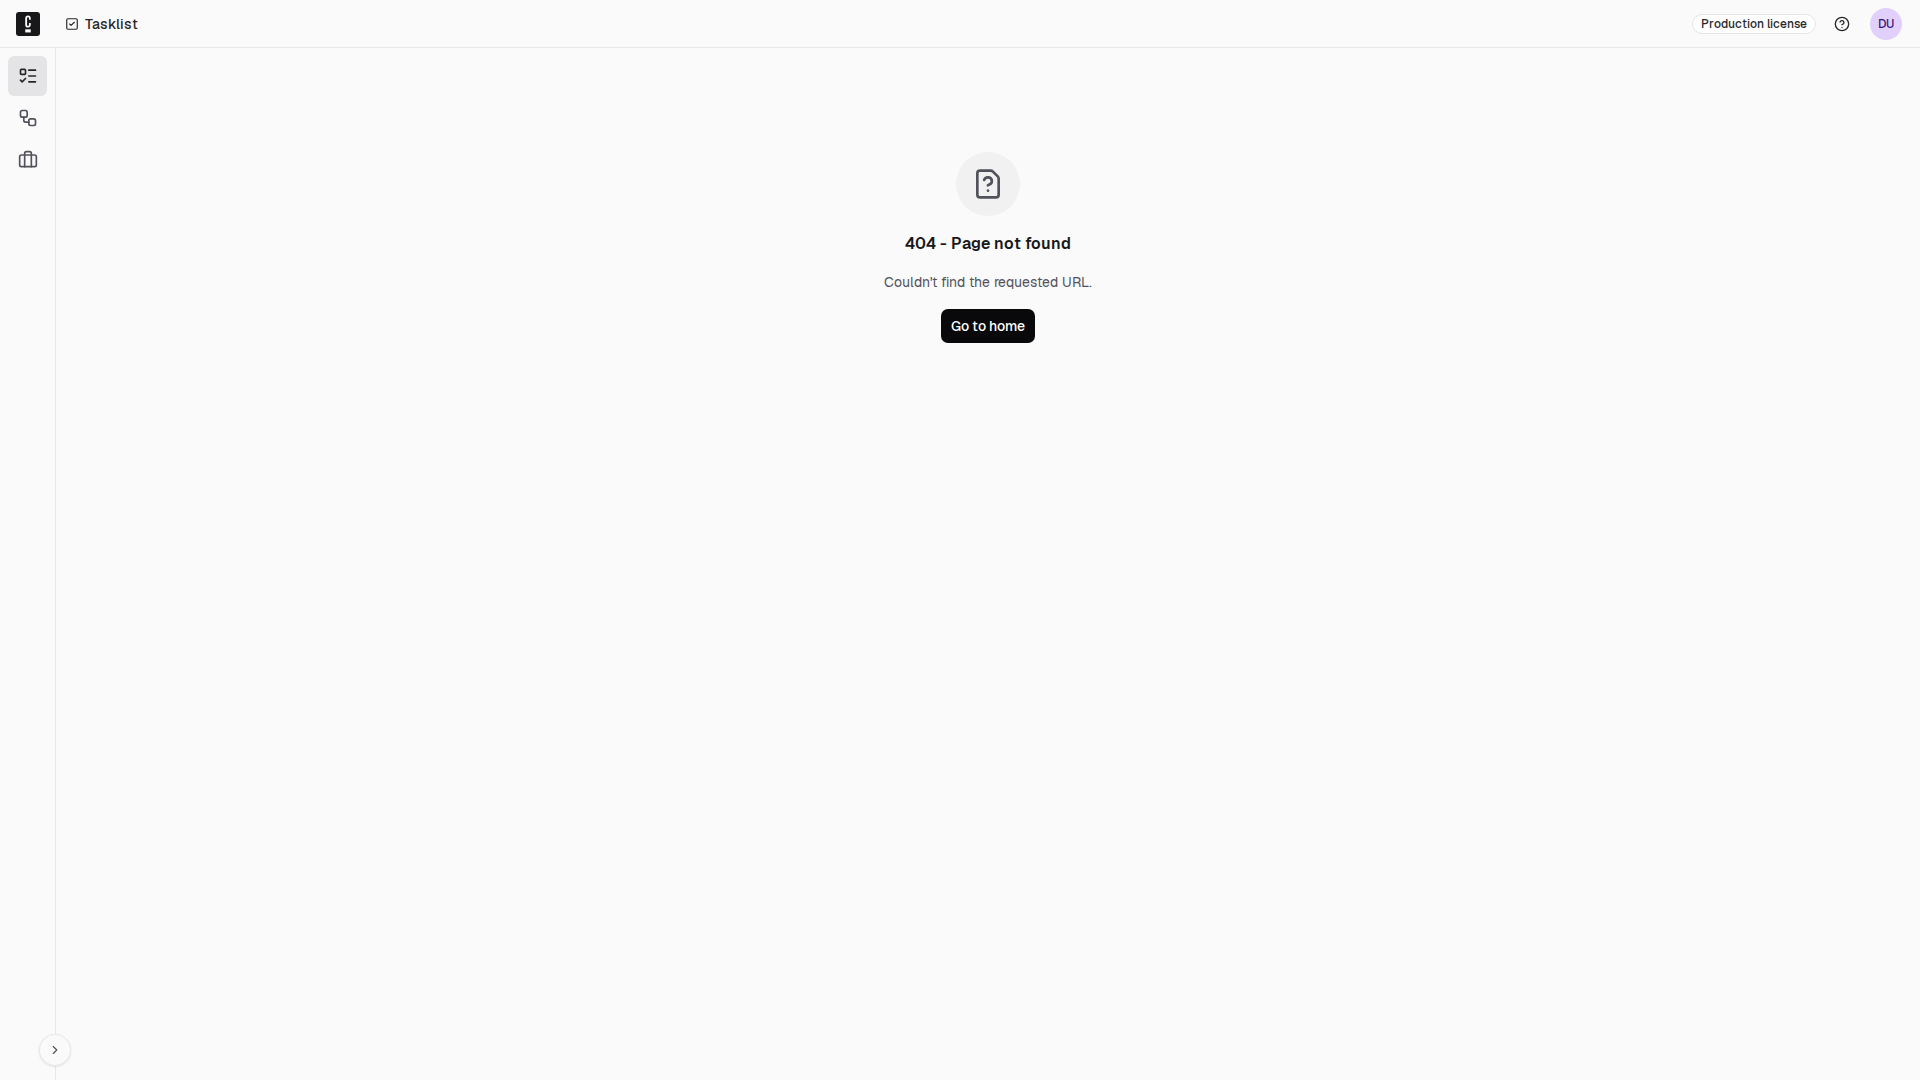 Tasklist
Production license
DU
404 - Page not found
Couldn't find the requested URL.
Go to home